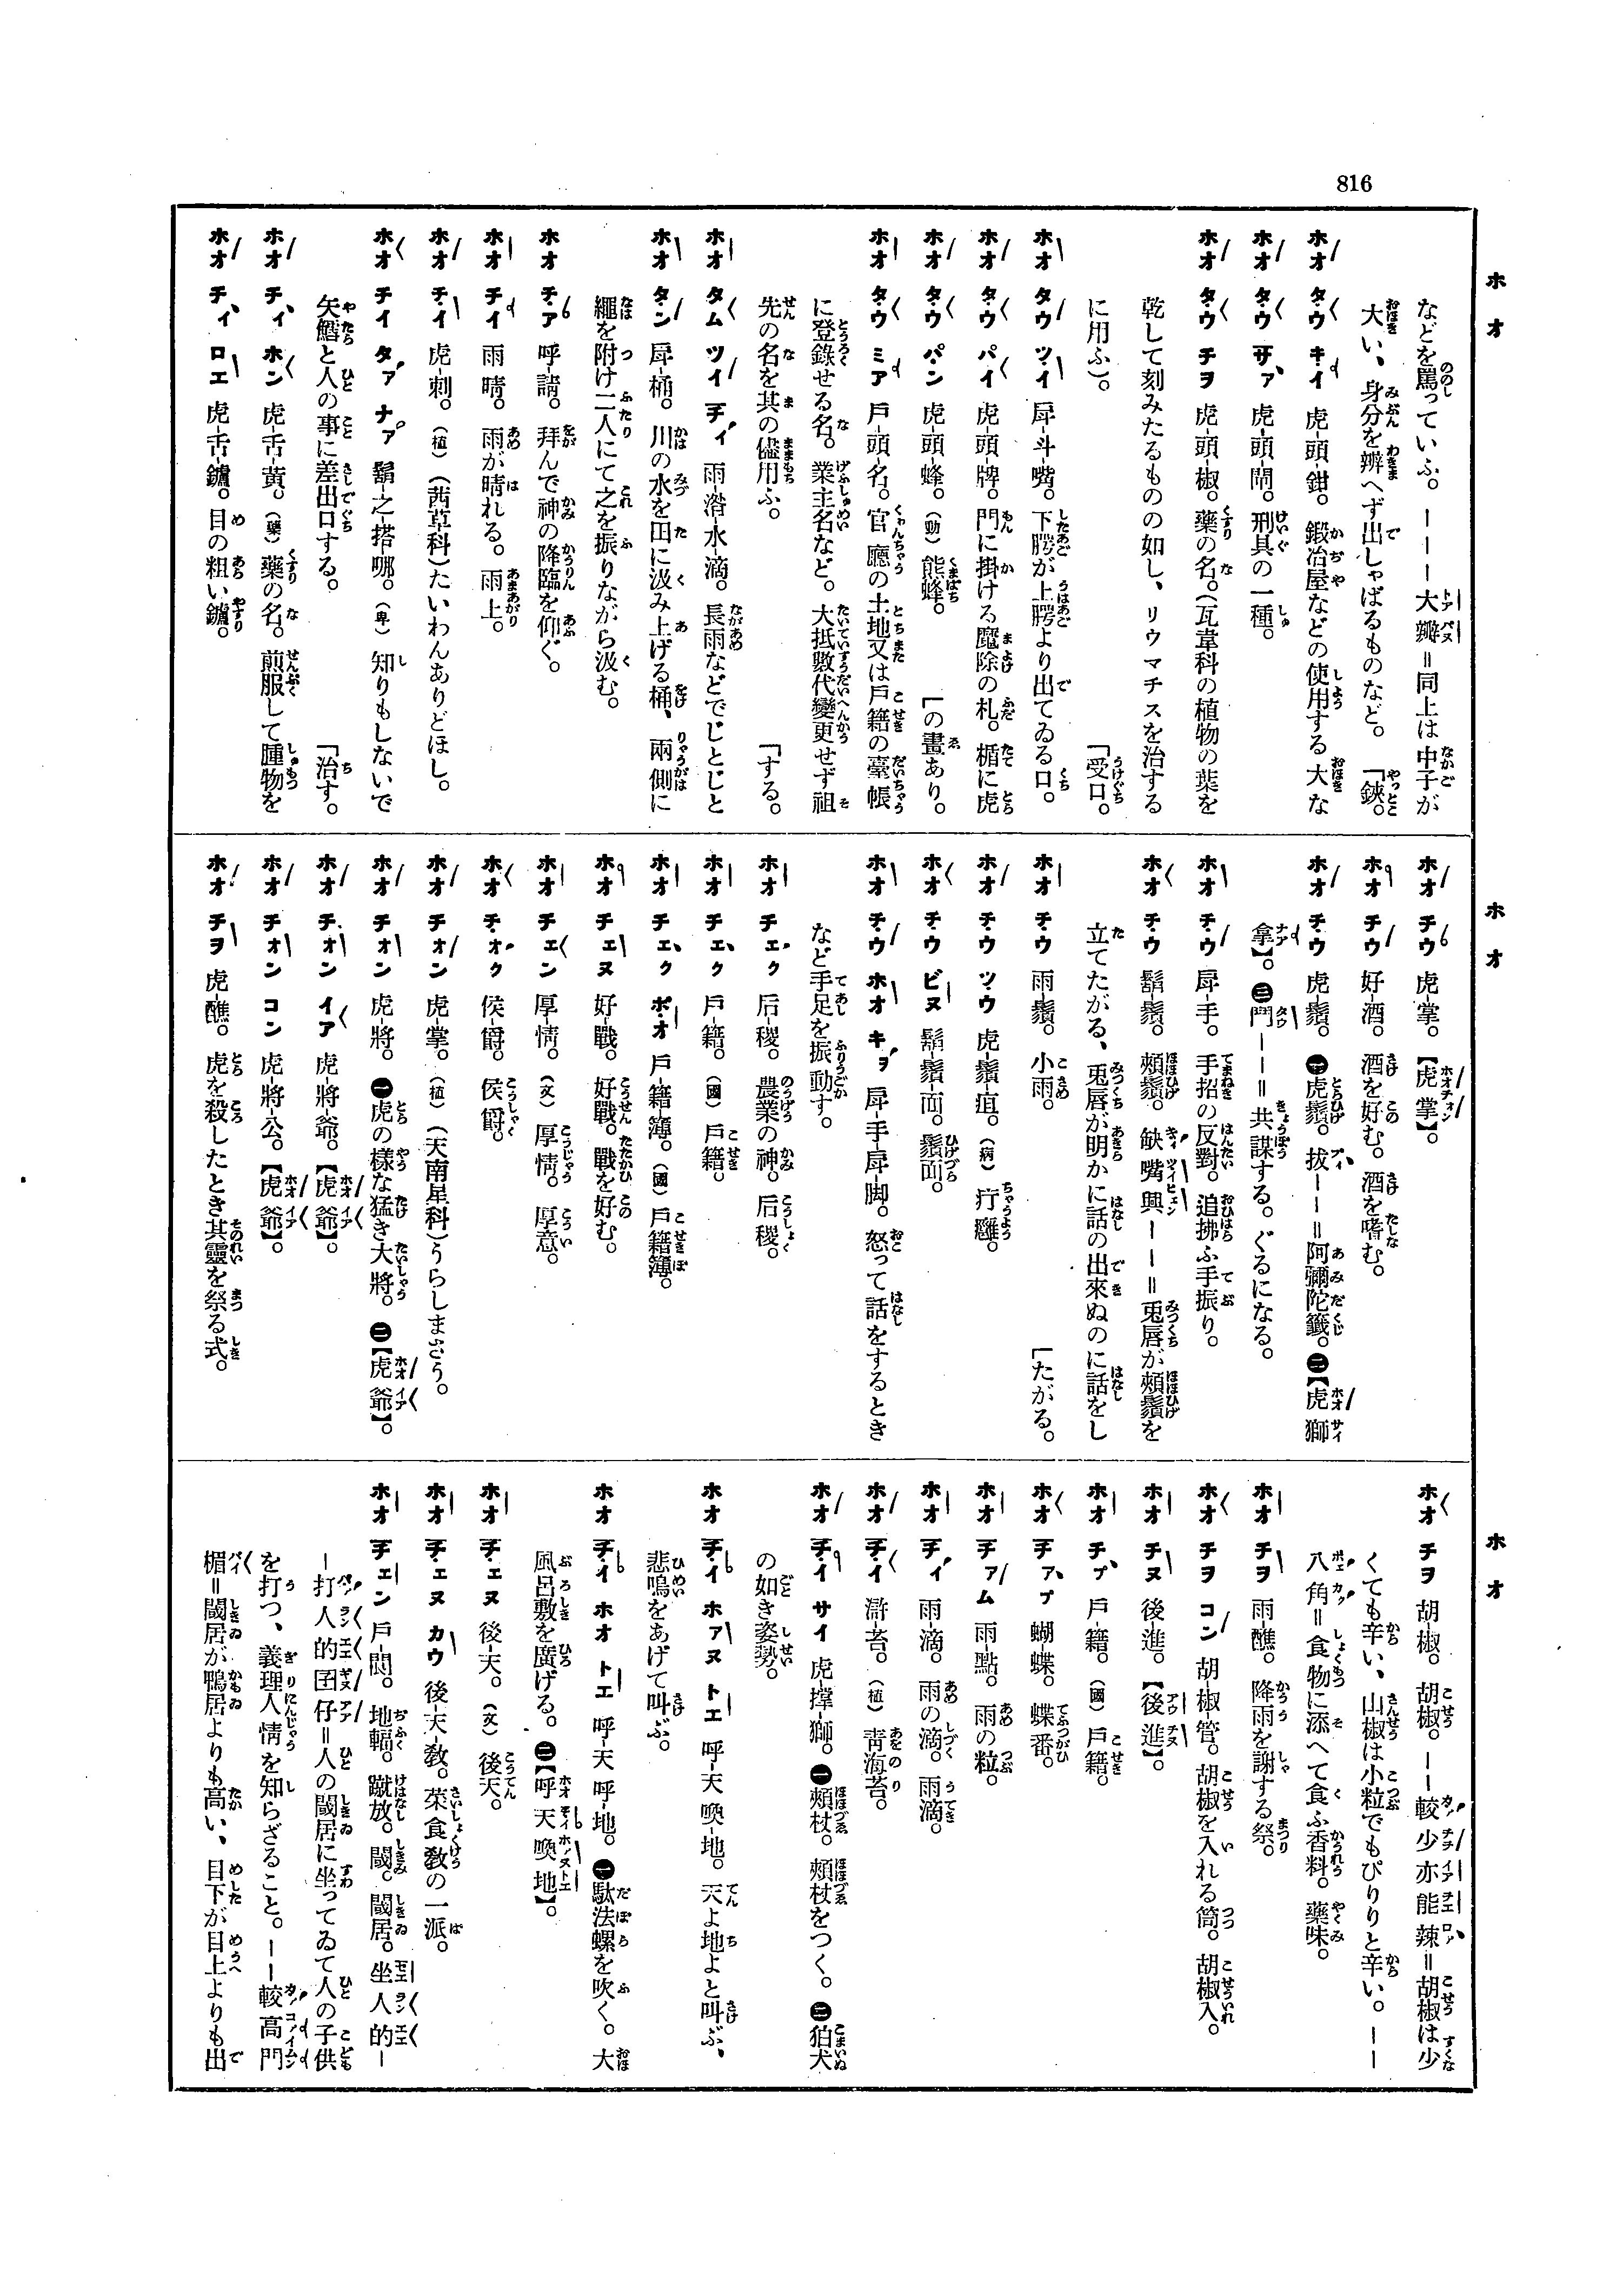 816
ホオ
などを罵っていふ。———大瓣＝同上は中子が
大い、身分を辨へず出しゃばるものなど。「鋏。
ホオ タウ キイ 虎-頭-鉗。鍛冶屋などの使用する大な
ホオ タウ サァ 虎-頭-閘。刑具の一種。
ホオ タウ チヲ 虎-頭-椒。藥の名。(瓦韋科の植物の葉を
乾して刻みたるものの如し、リウマチスを治する
に用ふ)。「受口。
ホオ タウ ツイ 戽-斗-嘴。下腭が上腭より出てゐる口。
ホオ タウ パイ 虎-頭-牌。門に掛ける魔除の札。楯に虎
ホオ タウ パン 虎-頭-蜂。(動)熊蜂。「の畫あり。
ホオ タウ ミア 戶-頭-名。官廳の土地又は戶籍の臺帳
に登錄せる名。業主名など。大抵數代變更せず祖
先の名を其の儘用ふ。「する。
ホオ タム ツイ チィ 雨-濳-水-滴。長雨などでじとじと
ホオ タン 戽-桶。川の水を田に汲み上げる桶、兩側に
繩を附け二人にて之を振りながら汲む。
ホオ チア 呼-請。拜んで神の降臨を仰ぐ。
ホオ チイ 雨 晴。雨が晴れる。雨上。
ホオ チイ 虎-刺。(植)(茜草科)たいわんありどほし。
ホオ チイ タァ ナァ 鬍-之-搭-哪。(卑)知りもしないで
矢鱈と人の事に差出口する。「治す。
ホオ チィ ホン 虎-舌-黃。(藥)藥の名。煎服して腫物を
ホオ チィ ロエ 虎-舌-鑢。目の粗い鑢。
ホオ
ホオ チウ 虎-掌。【虎掌】。
ホオ チウ 好-酒。酒を好む。酒を嗜む。
ホオ チウ 虎-鬚。㊀虎鬚。拔——＝阿彌陀籤。㊁【虎獅
拿】。㊂鬥——＝共謀する。ぐるになる。
ホオ チウ 戽-手。手招の反對。追拂ふ手振り。
ホオ チウ 鬍-鬚。頰鬚。缺嘴興——＝兎唇が頰鬚を
立てたがる、兎唇が明かに話の出來ぬのに話をし
ホオ チウ 雨-鬚。小雨。「たがる。
ホオ チウ ツウ 虎-鬚-疽。(病)疔癰。
ホオ チウ ビヌ 鬍-鬚-面。鬚面。
ホオ チウ ホオ キヲ 戽-手-戽-脚。怒って話をするとき
など手足を振動す。
ホオ チェク 后-稷。農業の神。后稷。
ホオ チェク 戶-籍。(國)戶籍。
ホオ チェク ポオ 戶-籍-簿。(國)戶籍簿。
ホオ チェヌ 好-戰。好戰。戰を好む。
ホオ チェン 厚-情。(文)厚情。厚意。
ホオ チオク 侯-爵。侯爵。
ホオ チォン 虎-掌。(植)(天南星科)うらしまさう。
ホオ チォン 虎-將。㊀虎の樣な猛き大將。㊁【虎爺】。
ホオ チォン イア 虎-將-爺。【虎爺】。
ホオ チォン コン 虎-將-公。【虎爺】。
ホオ チヲ 虎-醮。虎を殺したとき其靈を祭る式。
ホオ
ホオ チヲ 胡-椒。胡椒。——較少亦能辣＝胡椒は少
くても辛い、山椒は小粒でもぴりりと辛い。——
八角＝食物に添へて食ふ香料。藥味。
ホオ チヲ 雨-醮。降雨を謝する祭。
ホオ チヲ コン 胡-椒-管。胡椒を入れる筒。胡椒入。
ホオ チヌ 後-進。【後進】。
ホオ チプ 戶-籍。(國)戶籍。
ホオ チァプ 蝴-蝶。蝶番。
ホオ チァム 雨-點。雨の粒。
ホオ チィ 雨-滴。雨の滴。雨滴。
ホオ チイ 滸-苔。(植)靑海苔。
ホオ チイ サイ 虎-撑-獅。㊀頰杖。頰杖をつく。㊁狛犬
の如き姿勢。
ホオ チイ ホァヌ トエ 呼-天 喚-地。天よ地よと叫ぶ、
悲鳴をあげて叫ぶ。
ホオ チイ ホオ トエ 呼-天 呼-地。㊀駄法螺を吹く。大
風呂敷を廣げる。㊁【呼天喚地】。
ホオ チェヌ 後-天。(文)後天。
ホオ チェヌ カウ 後-天-敎。菜食敎の一派。
ホオ チェン 戶-閩。地輻。蹴放。閾。閾居。坐人的—
—打人的囝仔＝人の閾居に坐ってゐて人の子供
を打つ、義理人情を知らざること。——較高門
楣＝閾居が鴨居よりも高い、目下が目上よりも出